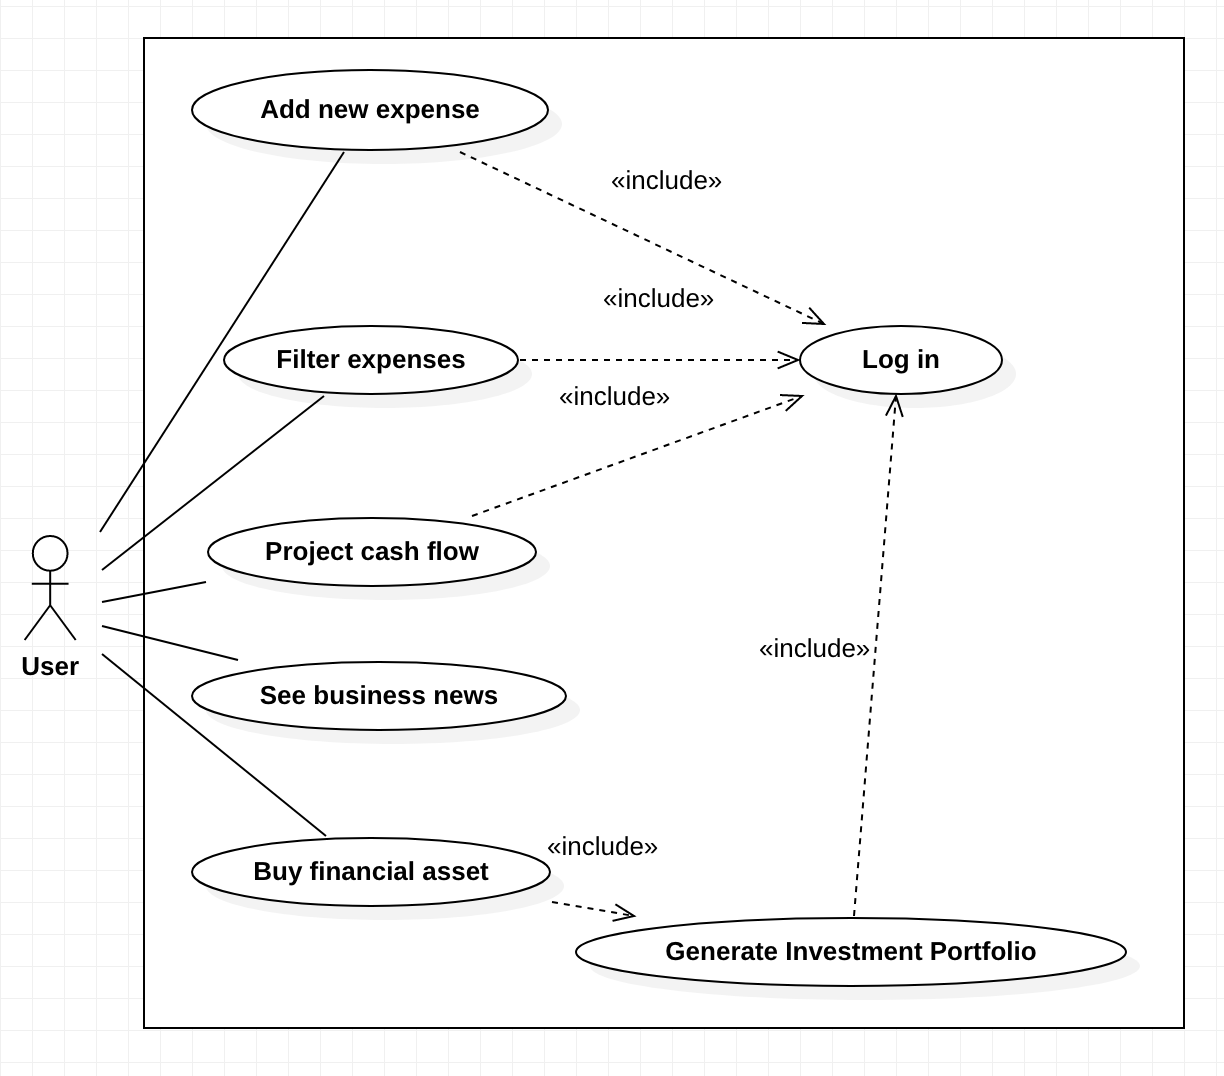 Add new expense
«include»
«include»
Filter expenses
Log in
«include»
Project cash flow
«include»
User
See business news
«include»
Buy financial asset
Generate Investment Portfolio